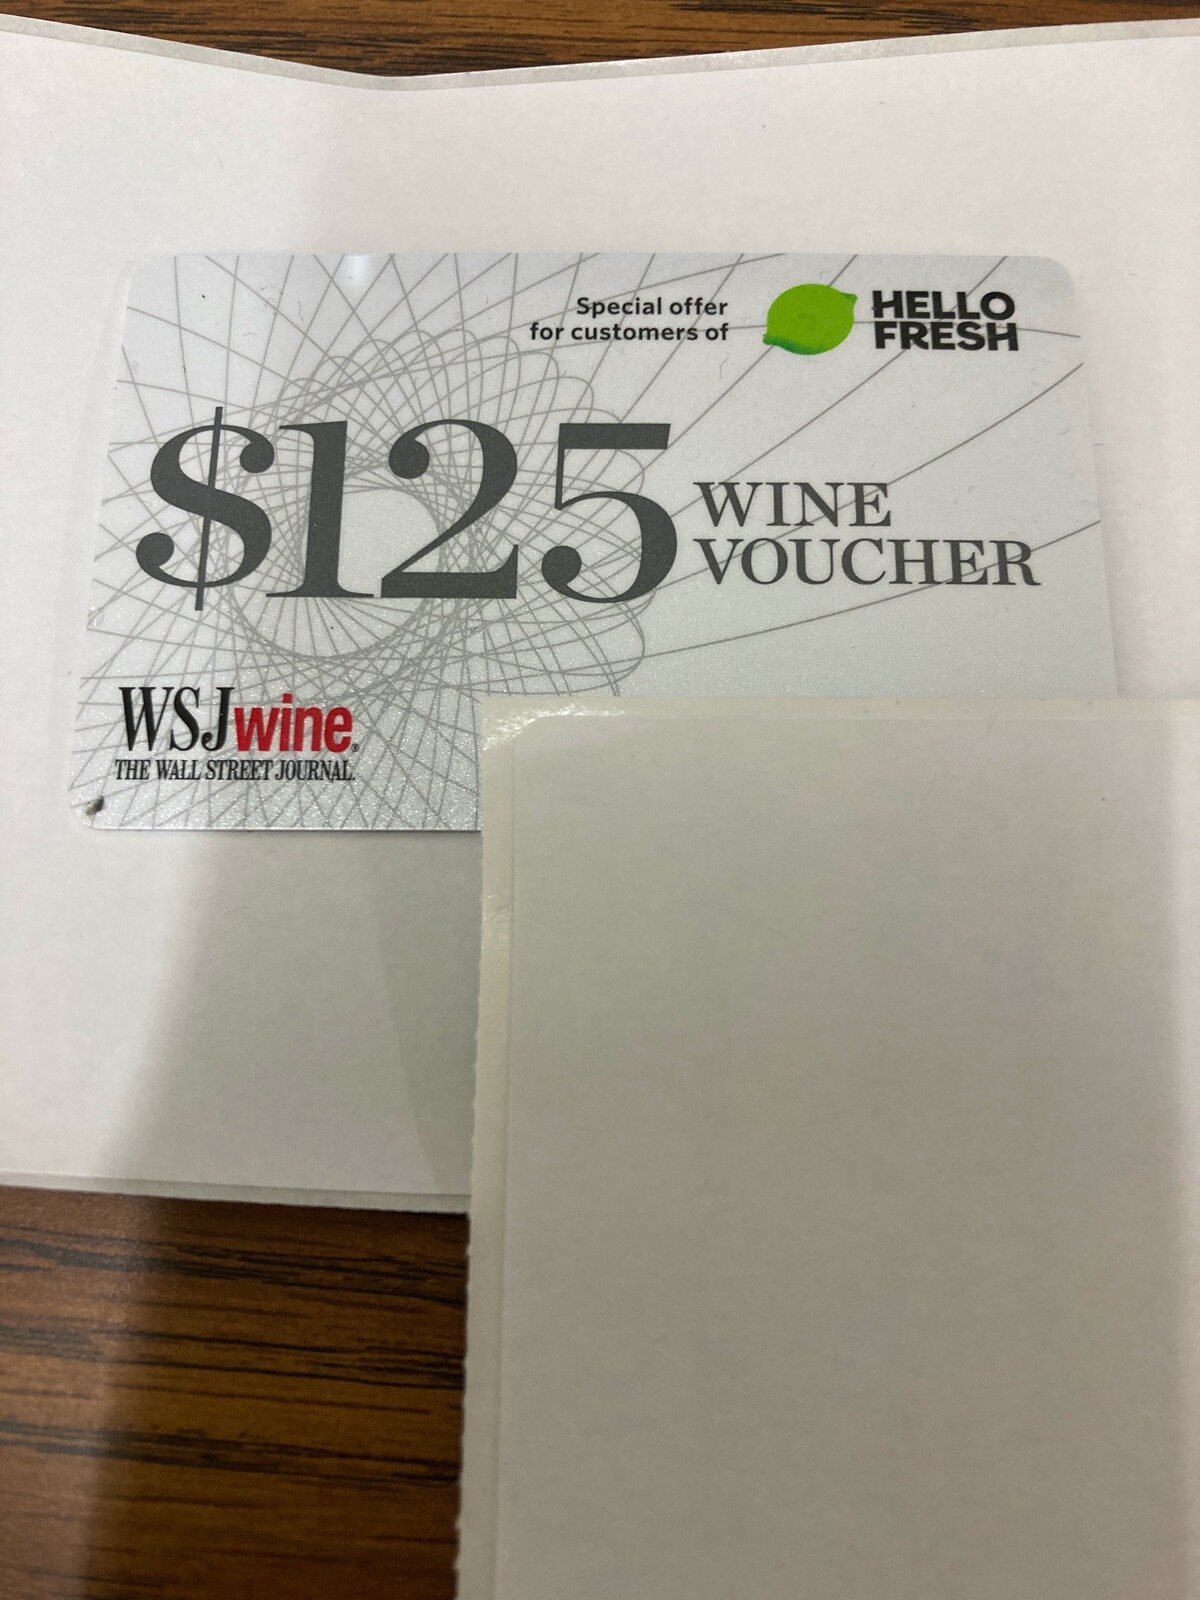 Special offer
for customers of
HELLO
FRESH
$125
WINE
VOUCHER
WSJwine®
THE WALL STREET JOURNAL.